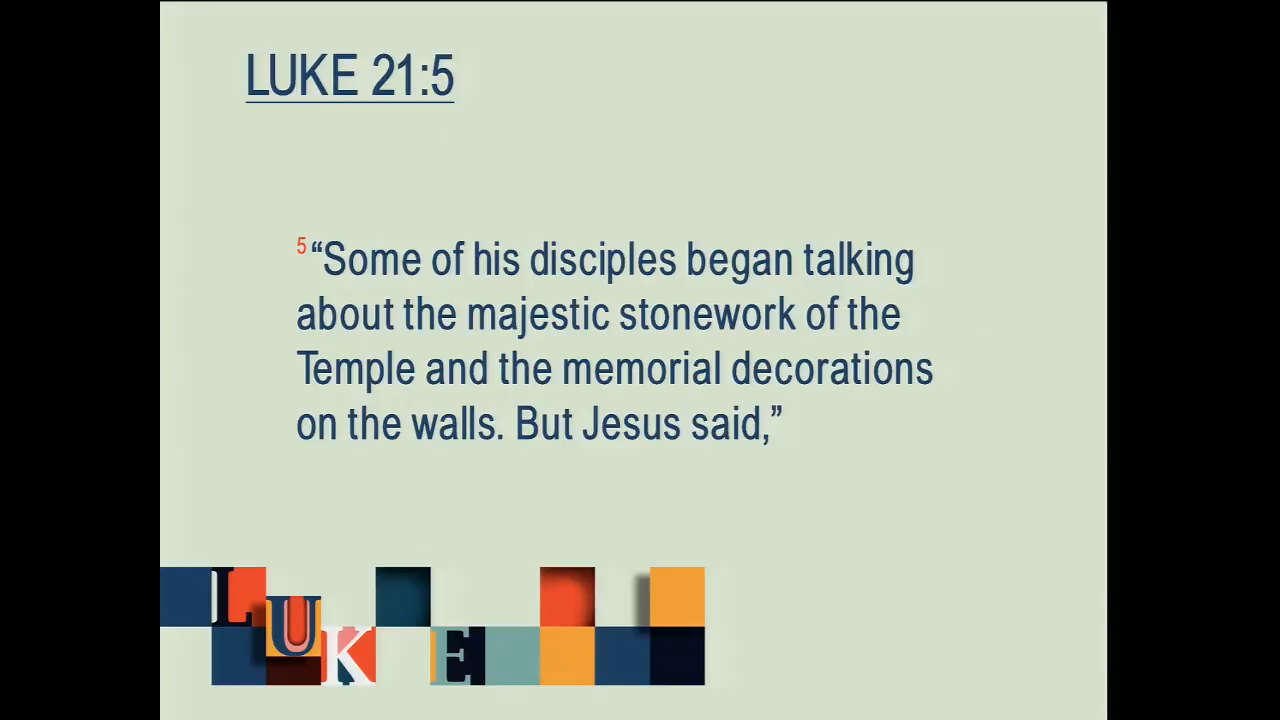 LUKE 21:5
5 “Some of his disciples began talking
about the majestic stonework of the
Temple and the memorial decorations
on the walls. But Jesus said,”
LUKE